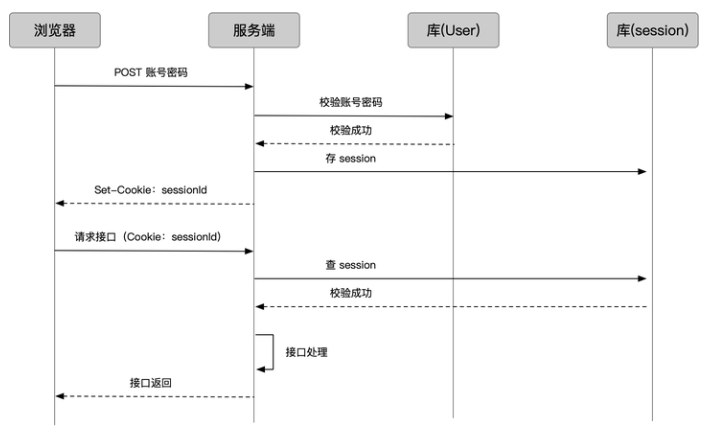 浏览器
服务端
库(User)
库(session)
POST 账号密码
校验账号密码
校验成功
存 session
Set-Cookie：sessionId
请求接口（Cookie：sessionId）
查 session
校验成功
接口处理
接口返回